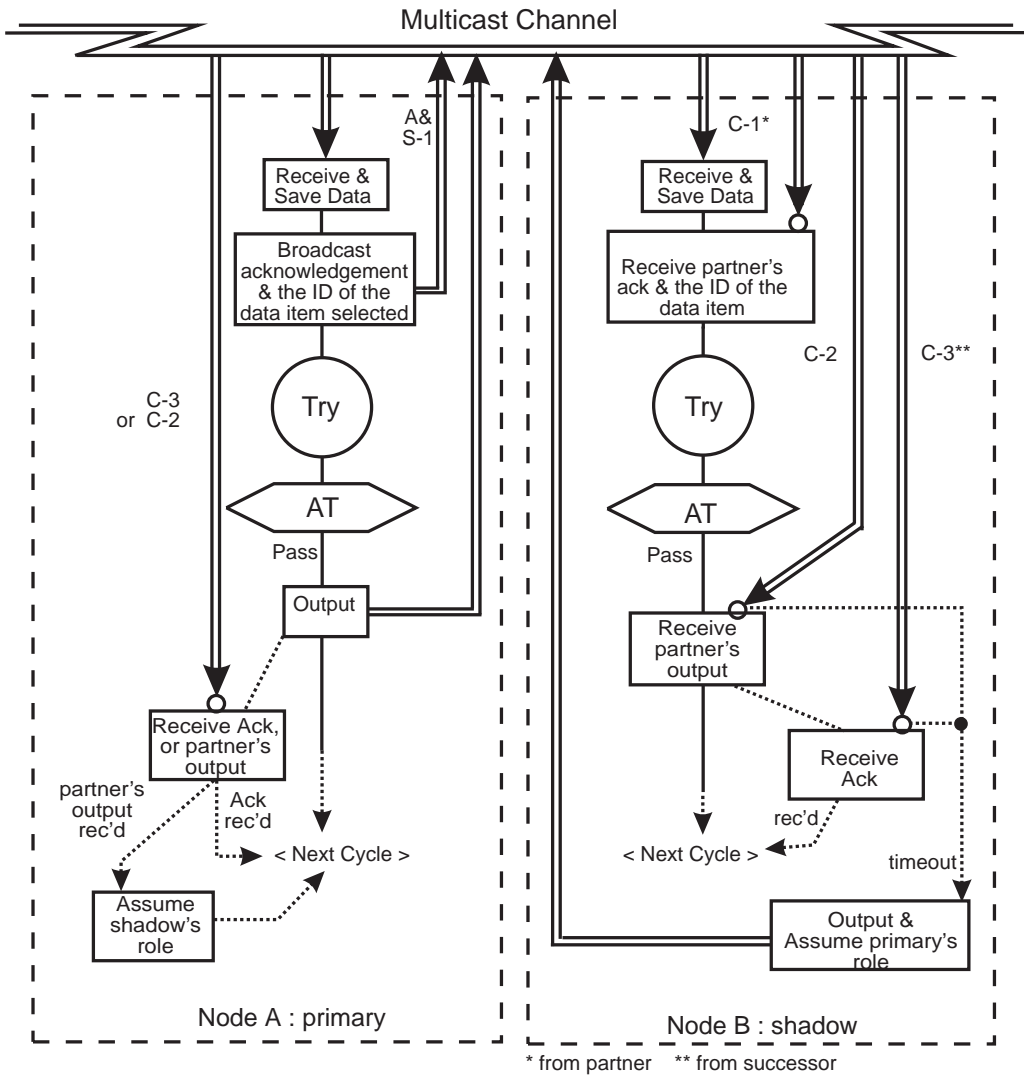 Multicast Channel
A&
S-1
Receive &
Save Data
Broadcast
acknowledgement
& the ID of the
data item selected
Try
C-3
or C-2
AT
Pass
Output
Receive Ack,
or partner's
output
partner's
output
rec'd
Ack
rec'd
< Next Cycle >
Assume
shadow's
role
Node A : primary
C-1*
Receive &
Save Data
Receive partner's
ack & the ID of the
data item
C-2
C-3**
Try
AT
Pass
Receive
partner's
output
Receive
Ack
rec'd
< Next Cycle >
timeout
Output &
Assume primary's
role
Node B : shadow
* from partner ** from successor